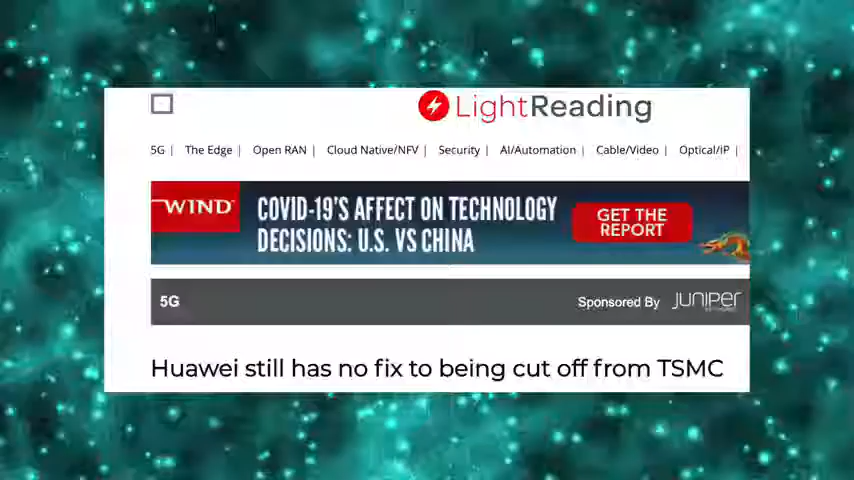 LightReading
5G | The Edge | Open RAN | Cloud Native/NFV | Security | AI/Automation | Cable/Video | Optical/IP |
WIND
COVID-19'S AFFECT ON TECHNOLOGY
DECISIONS: U.S. VS CHINA
GET THE
REPORT
5G
Sponsored By JUNIPER
Huawei still has no fix to being cut off from TSMC